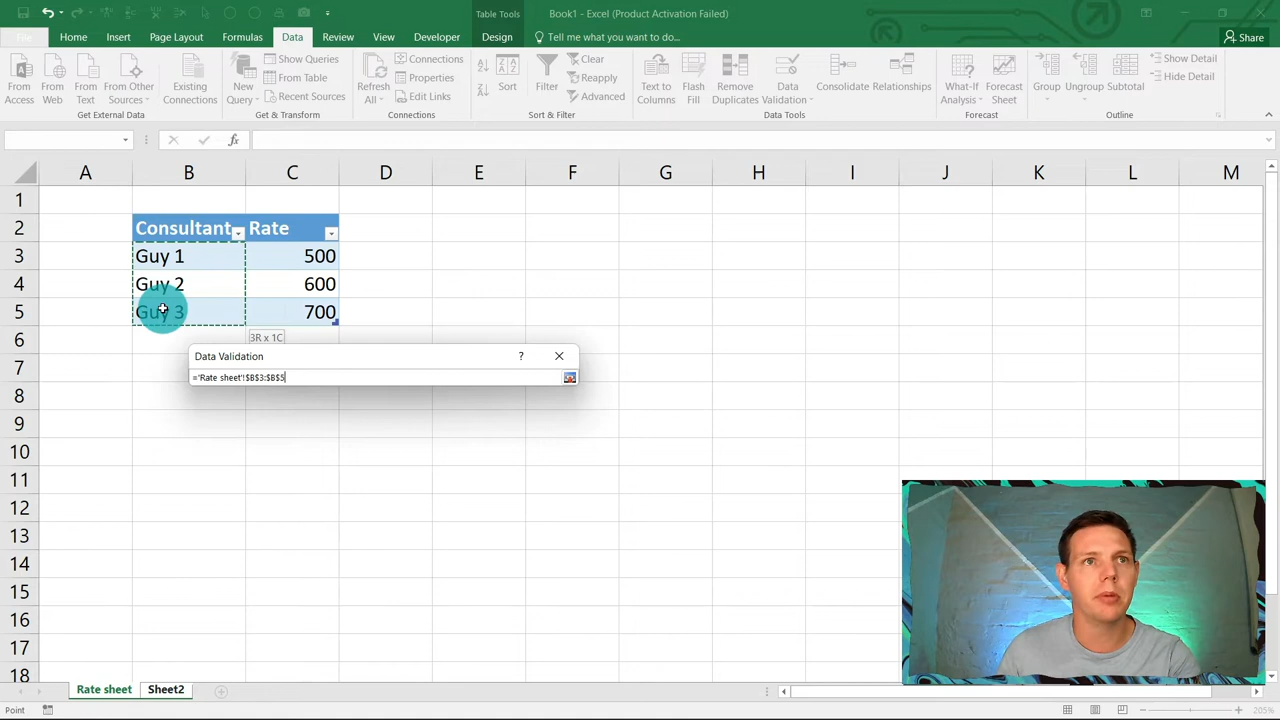 Table Tools
Book1 - Excel (Product Activation Failed)
File Home Insert Page Layout Formulas Data Review View Developer Design Tell me what you want to do... Share
From Access
From Web
From Text
From Other Sources
Existing Connections
New Query
Show Queries
From Table
Recent Sources
Refresh All
Connections
Properties
Edit Links
Sort
Filter
Clear
Reapply
Advanced
Text to Columns
Flash Fill
Remove Duplicates
Data Validation
Consolidate
Relationships
What-If Analysis
Forecast Sheet
Group
Ungroup
Subtotal
Show Detail
Hide Detail
Get External Data Get & Transform Connections Sort & Filter Data Tools Forecast Outline
fx
A B C D E F G H I J K L M
1
2 Consultant Rate
3 Guy 1 500
4 Guy 2 600
5 Guy 3 700
6 3R x 1C
Data Validation ?
='Rate sheet'!$B$3:$B$5
7
8
9
10
11
12
13
14
15
16
17
18
Rate sheet Sheet2
Point 205%